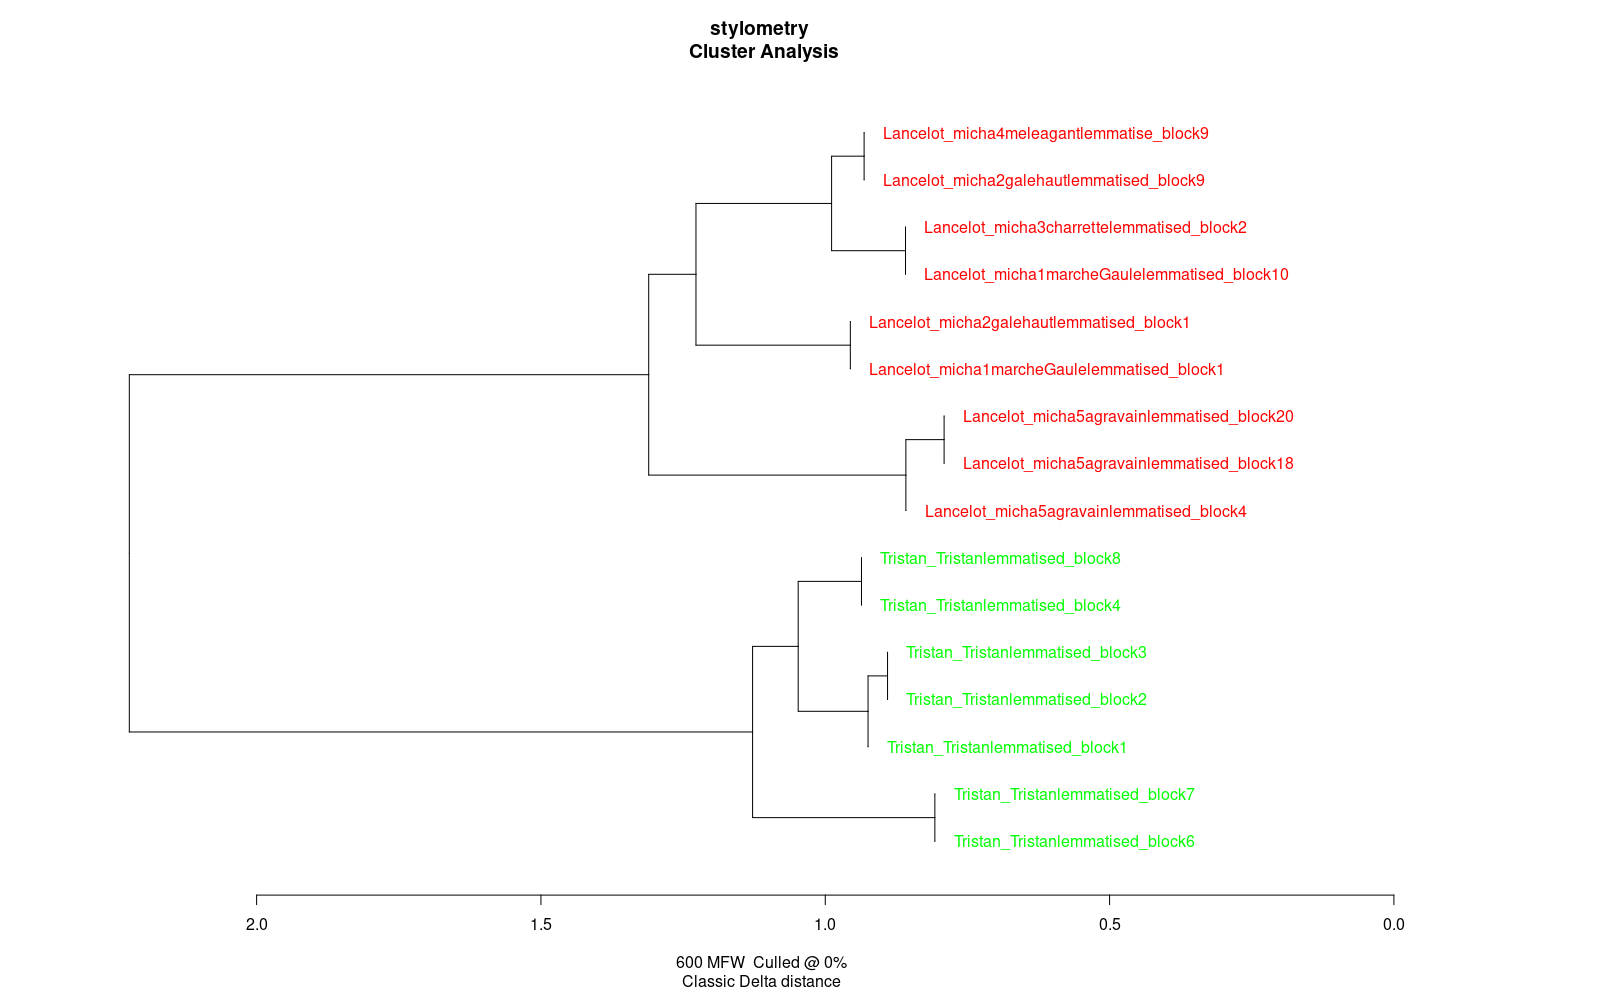 stylometry
Cluster Analysis
Lancelot_micha4meleagantlemmatise_block9
Lancelot_micha2galehautlemmatised_block9
Lancelot_micha3charrettelemmatised_block2
Lancelot_micha1marcheGaulelemmatised_block10
Lancelot_micha2galehautlemmatised_block1
Lancelot_micha1marcheGaulelemmatised_block1
Lancelot_micha5agravainlemmatised_block20
Lancelot_micha5agravainlemmatised_block18
Lancelot_micha5agravainlemmatised_block4
Tristan_Tristanlemmatised_block8
Tristan_Tristanlemmatised_block4
Tristan_Tristanlemmatised_block3
Tristan_Tristanlemmatised_block2
Tristan_Tristanlemmatised_block1
Tristan_Tristanlemmatised_block7
Tristan_Tristanlemmatised_block6
2.0 1.5 1.0 0.5 0.0
600 MFW  Culled @ 0%
Classic Delta distance